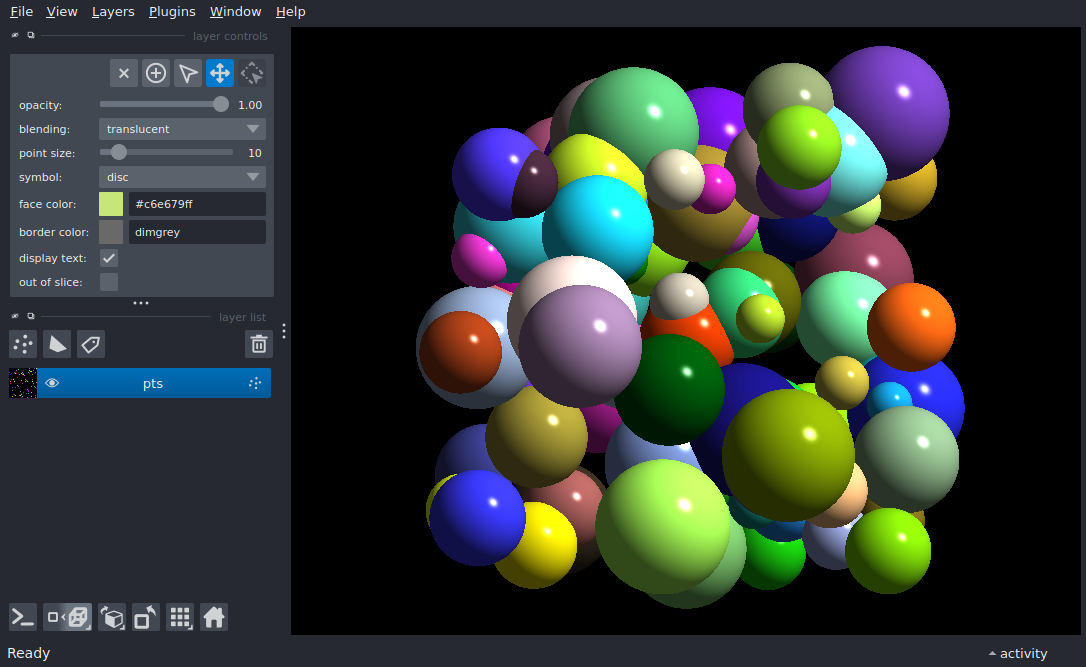 File View Layers Plugins Window Help
layer controls
opacity: 1.00
blending: translucent
point size: 10
symbol: disc
face color: #c6e679ff
border color: dimgrey
display text:
out of slice:
layer list
pts
Ready
activity